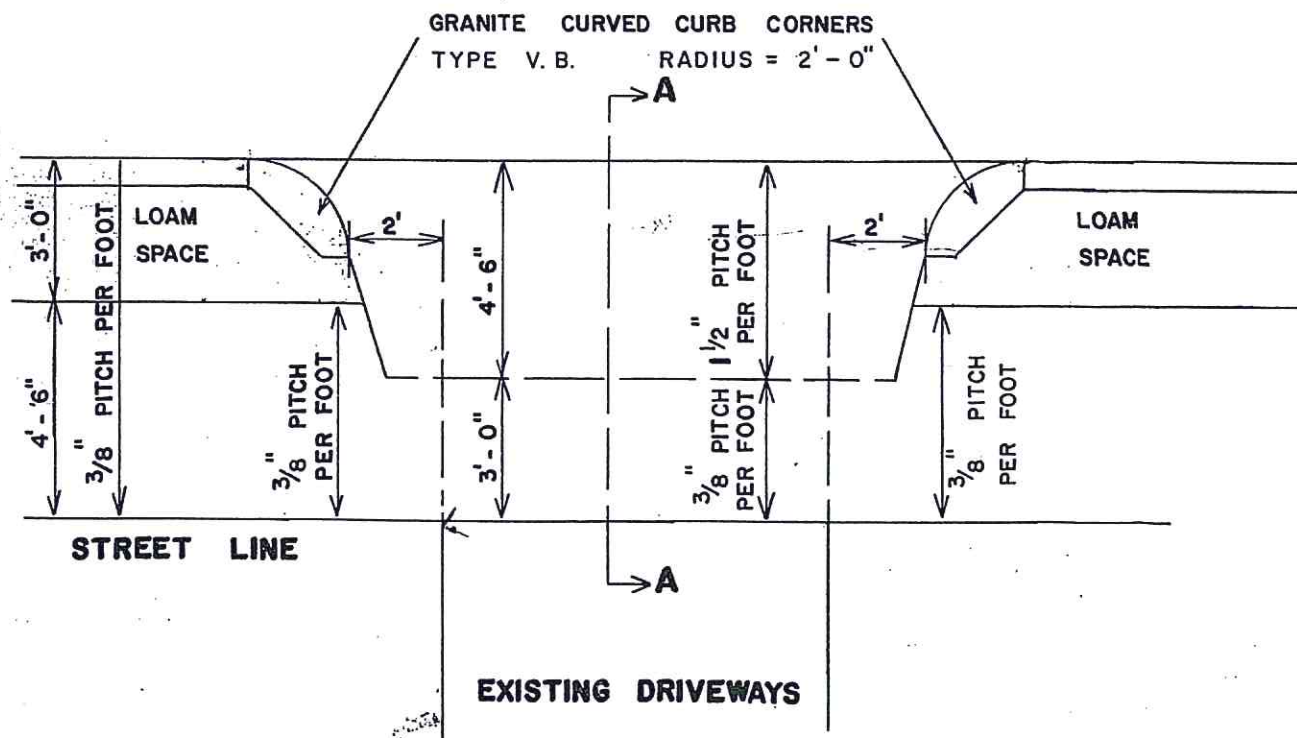 GRANITE CURVED CURB CORNERS
TYPE V.B. RADIUS = 2'-0"
A
3'-0"
LOAM
SPACE
2'
4'-6"
1 1/2" PITCH
PER FOOT
2'
LOAM
SPACE
4'-'6"
3/8" PITCH PER FOOT
3/8" PITCH
PER FOOT
3'-0"
3/8" PITCH
PER FOOT
3/8" PITCH
PER FOOT
STREET LINE
A
EXISTING DRIVEWAYS